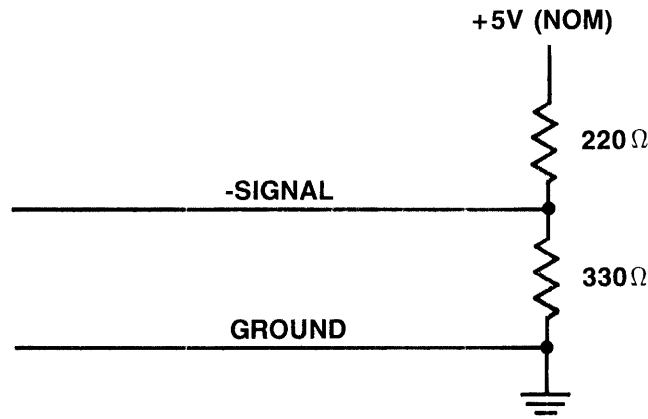 +5V (NOM)
220Ω
-SIGNAL
330Ω
GROUND